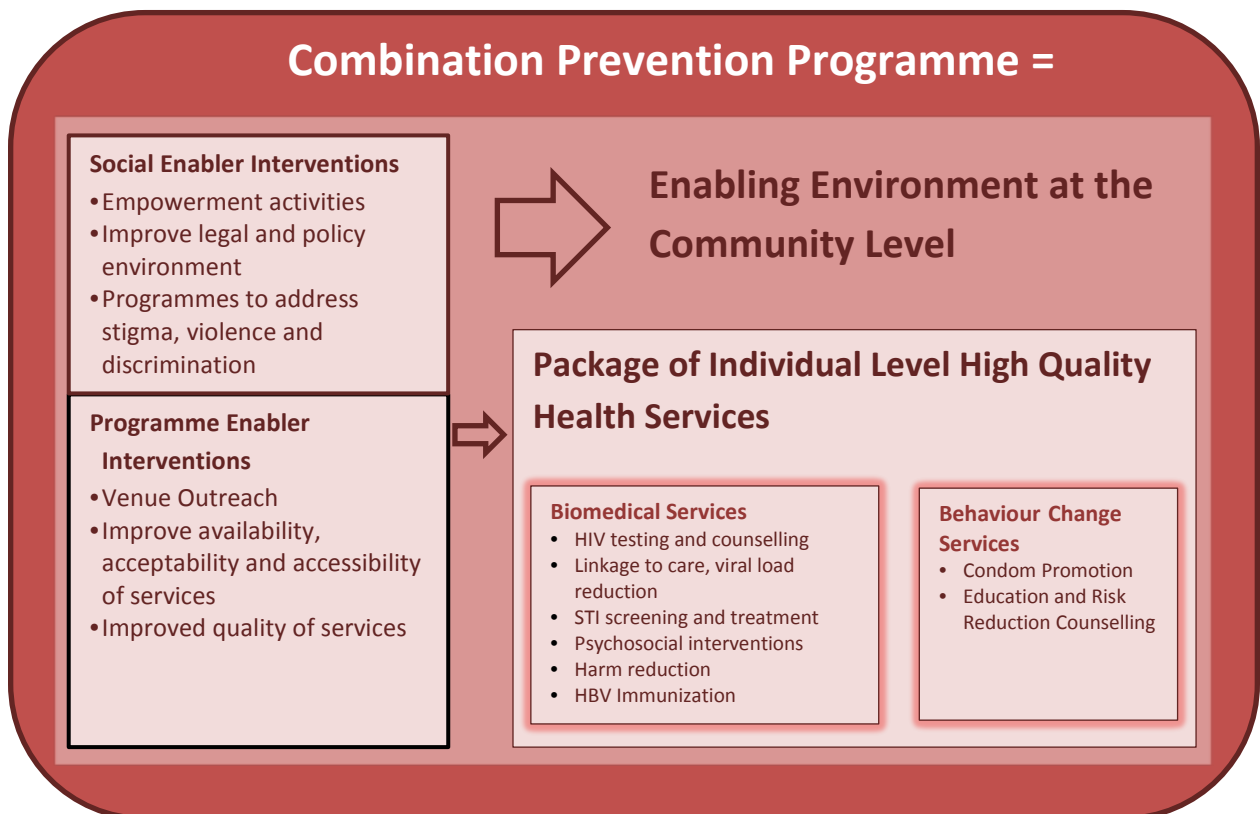 Combination Prevention Programme =
Social Enabler Interventions
•Empowerment activities
•Improve legal and policy
environment
•Programmes to address
stigma, violence and
discrimination
Enabling Environment at the
Community Level
Programme Enabler
Interventions
•Venue Outreach
•Improve availability,
acceptability and accessibility
of services
•Improved quality of services
Package of Individual Level High Quality
Health Services
Biomedical Services
• HIV testing and counselling
• Linkage to care, viral load
reduction
• STI screening and treatment
• Psychosocial interventions
• Harm reduction
• HBV Immunization
Behaviour Change
Services
• Condom Promotion
• Education and Risk
Reduction Counselling